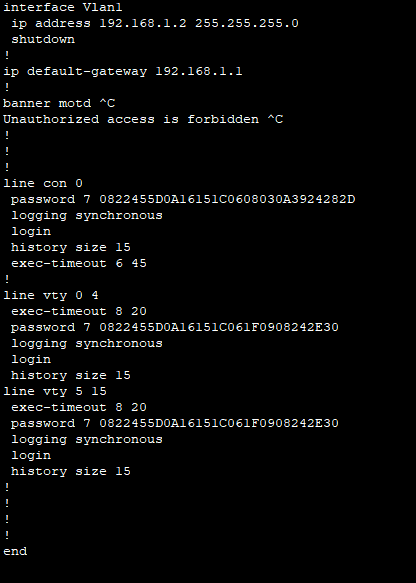 interface Vlan1
 ip address 192.168.1.2 255.255.255.0
 shutdown
!
ip default-gateway 192.168.1.1
!
banner motd ^C
Unauthorized access is forbidden ^C
!
!
!
line con 0
 password 7 0822455D0A16151C0608030A3924282D
 logging synchronous
 login
 history size 15
 exec-timeout 6 45
!
line vty 0 4
 exec-timeout 8 20
 password 7 0822455D0A16151C061F0908242E30
 logging synchronous
 login
 history size 15
line vty 5 15
 exec-timeout 8 20
 password 7 0822455D0A16151C061F0908242E30
 logging synchronous
 login
 history size 15
!
!
!
!
end